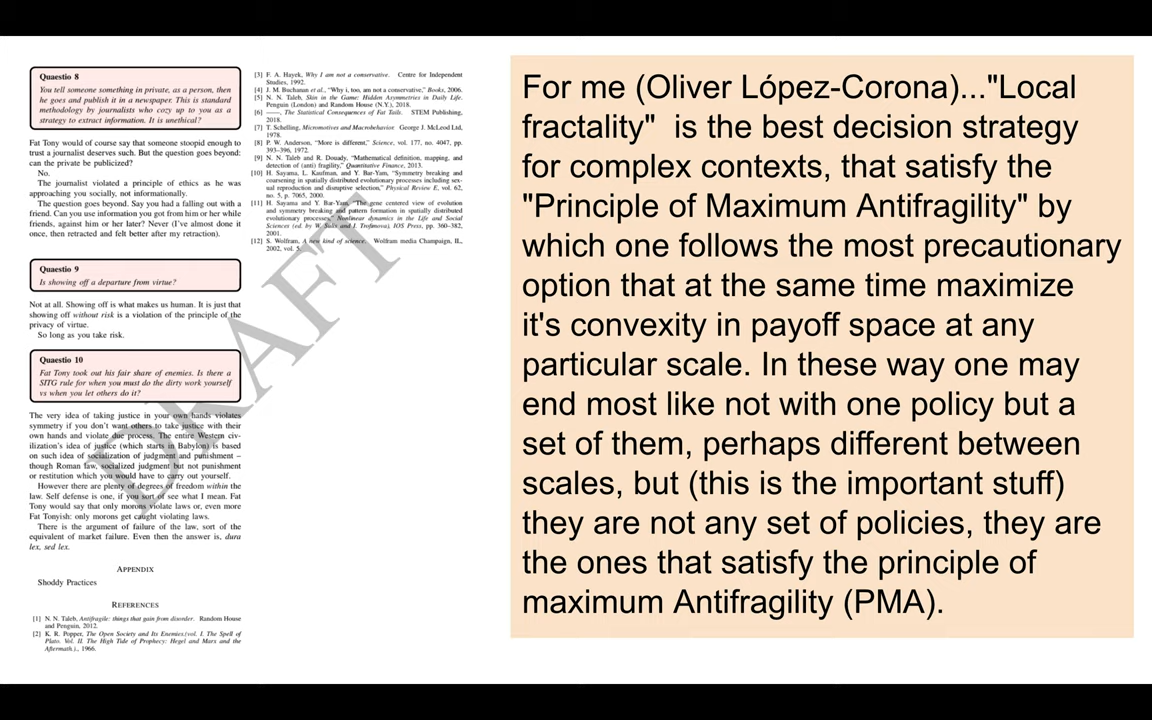 Quaestio 8
You tell someone something in private, as a person, then
he goes and publish it in a newspaper. This is standard
methodology by journalists who cozy up to you as a
strategy to extract information. It is unethical?
Fat Tony would of course say that someone stoopid enough to
trust a journalist deserves such. But the question goes beyond:
can the private be publicized?
No.
The journalist violated a principle of ethics as he was
approaching you socially, not informationally.
The question goes beyond. Say you had a falling out with a
friend. Can you use information you got from him or her while
friends, against him or her later? Never (I've almost done it
once, then retracted and felt better after my retraction).
Quaestio 9
Is showing off a departure from virtue?
Not at all. Showing off is what makes us human. It is just that
showing off without risk is a violation of the principle of the
privacy of virtue.
So long as you take risk.
Quaestio 10
Fat Tony took out his fair share of enemies. Is there a
SITG rule for when you must do the dirty work yourself
vs when you let others do it?
The very idea of taking justice in your own hands violates
symmetry if you don't want others to take justice with their
own hands and violate due process. The entire Western civ-
ilization's idea of justice (which starts in Babylon) is based
on such idea of socialization of judgment and punishment –
though Roman law, socialized judgment but not punishment
or restitution which you would have to carry out yourself.
However there are plenty of degrees of freedom within the
law. Self defense is one, if you sort of see what I mean. Fat
Tony would say that only morons violate laws or, even more
Fat Tonyish: only morons get caught violating laws.
There is the argument of failure of the law, sort of the
equivalent of market failure. Even then the answer is, dura
lex, sed lex.
APPENDIX
Shoddy Practices
REFERENCES
[1] N. N. Taleb, Antifragile: things that gain from disorder. Random House
and Penguin, 2012.
[2] K. R. Popper, The Open Society and Its Enemies.(vol. I. The Spell of
Plato. Vol. II. The High Tide of Prophecy: Hegel and Marx and the
Aftermath.)., 1966.
[3] F. A. Hayek, Why I am not a conservative. Centre for Independent
Studies, 1992.
[4] J. M. Buchanan et al., "Why i, too, am not a conservative," Books, 2006.
[5] N. N. Taleb, Skin in the Game: Hidden Asymmetries in Daily Life.
Penguin (London) and Random House (N.Y.), 2018.
[6] ——, The Statistical Consequences of Fat Tails. STEM Publishing,
2018.
[7] T. Schelling, Micromotives and Macrobehavior. George J. McLeod Ltd,
1978.
[8] P. W. Anderson, "More is different," Science, vol. 177, no. 4047, pp.
393–396, 1972.
[9] N. N. Taleb and R. Douady, "Mathematical definition, mapping, and
detection of (anti) fragility," Quantitative Finance, 2013.
[10] H. Sayama, L. Kaufman, and Y. Bar-Yam, "Symmetry breaking and
coarsening in spatially distributed evolutionary processes including sex-
ual reproduction and disruptive selection," Physical Review E, vol. 62,
no. 5, p. 7065, 2000.
[11] H. Sayama and Y. Bar-Yam, "The gene centered view of evolution
and symmetry breaking and pattern formation in spatially distributed
evolutionary processes," Nonlinear dynamics in the Life and Social
Sciences (ed. by W. Sulis and I. Trofimova), IOS Press, pp. 360–382,
2001.
[12] S. Wolfram, A new kind of science. Wolfram media Champaign, IL,
2002, vol. 5.
DRAFT
For me (Oliver López-Corona)..."Local
fractality" is the best decision strategy
for complex contexts, that satisfy the
"Principle of Maximum Antifragility" by
which one follows the most precautionary
option that at the same time maximize
it's convexity in payoff space at any
particular scale. In these way one may
end most like not with one policy but a
set of them, perhaps different between
scales, but (this is the important stuff)
they are not any set of policies, they are
the ones that satisfy the principle of
maximum Antifragility (PMA).